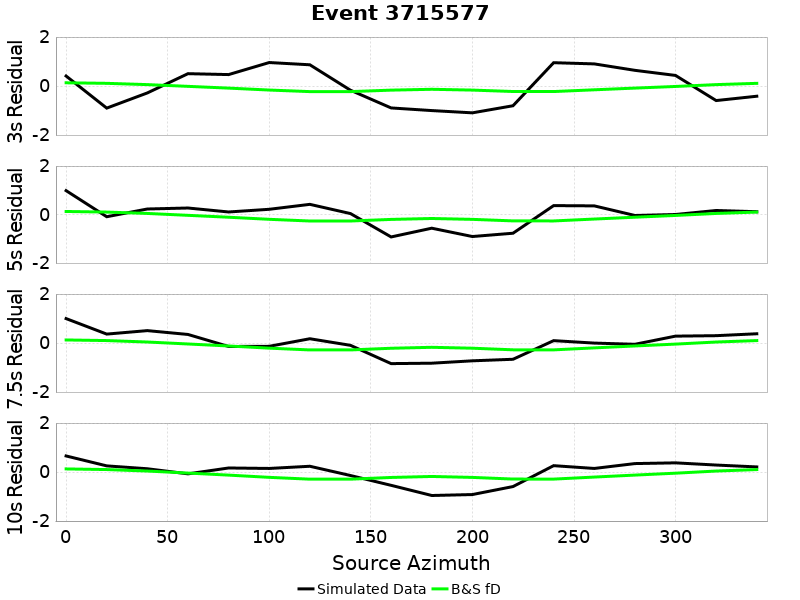 Event 3715577
3s Residual
2
0
-2
5s Residual
2
0
-2
7.5s Residual
2
0
-2
10s Residual
2
0
-2
0 50 100 150 200 250 300
Source Azimuth
Simulated Data B&S fD